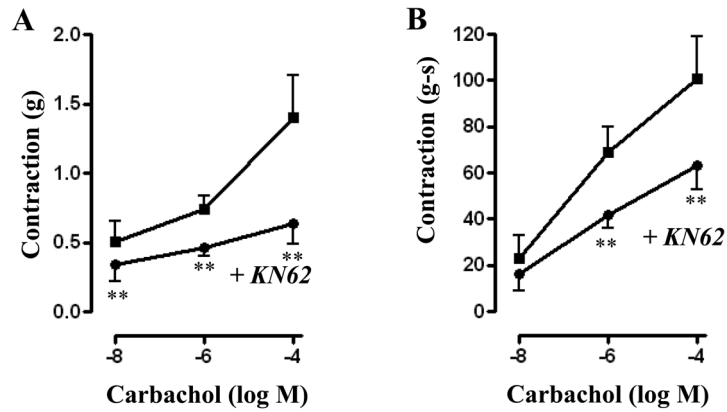 A
Contraction (g)
2.0
1.5
1.0
0.5
0.0
**
**
**
+ KN62
-8
-6
-4
Carbachol (log M)
B
Contraction (g-s)
120
100
80
60
40
20
0
**
**
+ KN62
-8
-6
-4
Carbachol (log M)